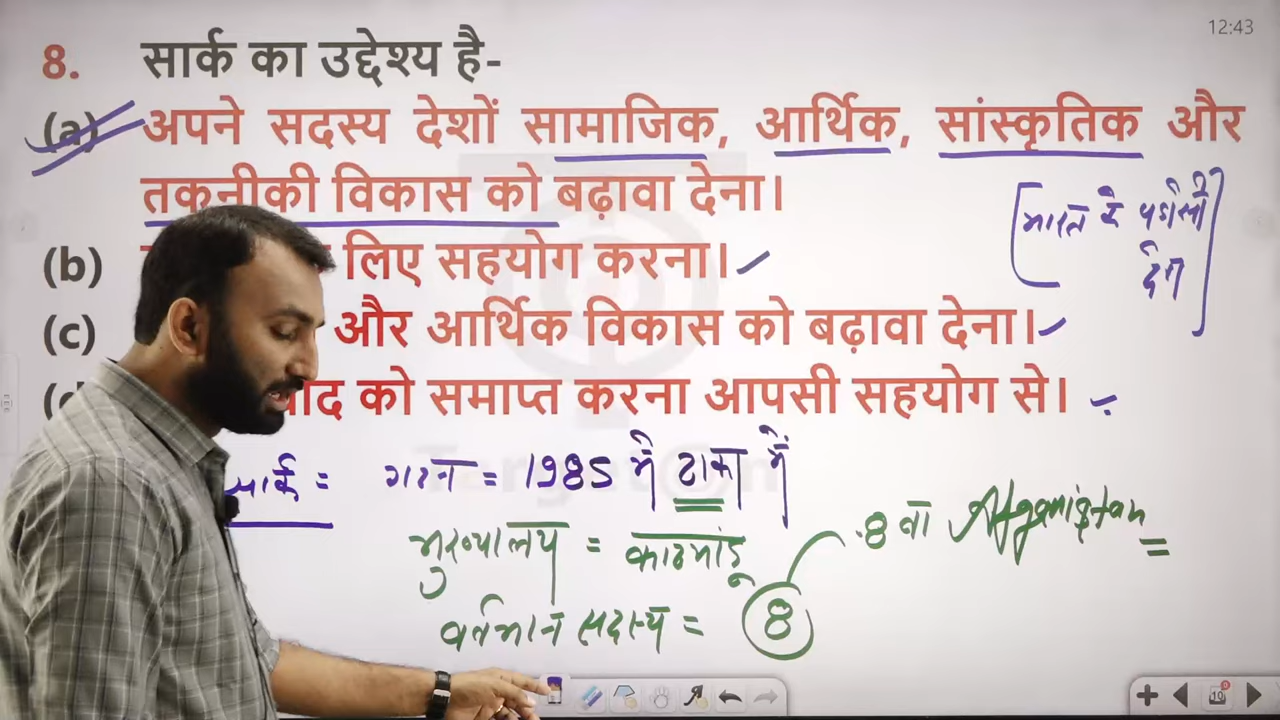 12:43
8. सार्क का उद्देश्य है-
(a) अपने सदस्य देशों सामाजिक, आर्थिक, सांस्कृतिक और
तकनीकी विकास को बढ़ावा देना।
(b) लिए सहयोग करना।
(c) और आर्थिक विकास को बढ़ावा देना।
को समाप्त करना आपसी सहयोग से।
भारत के पडोसी
देश
सार्क = गठन = 1985 में ढाका में
मुख्यालय = काठमांडू
8 वां Afganistan =
वर्तमान सदस्य = 8